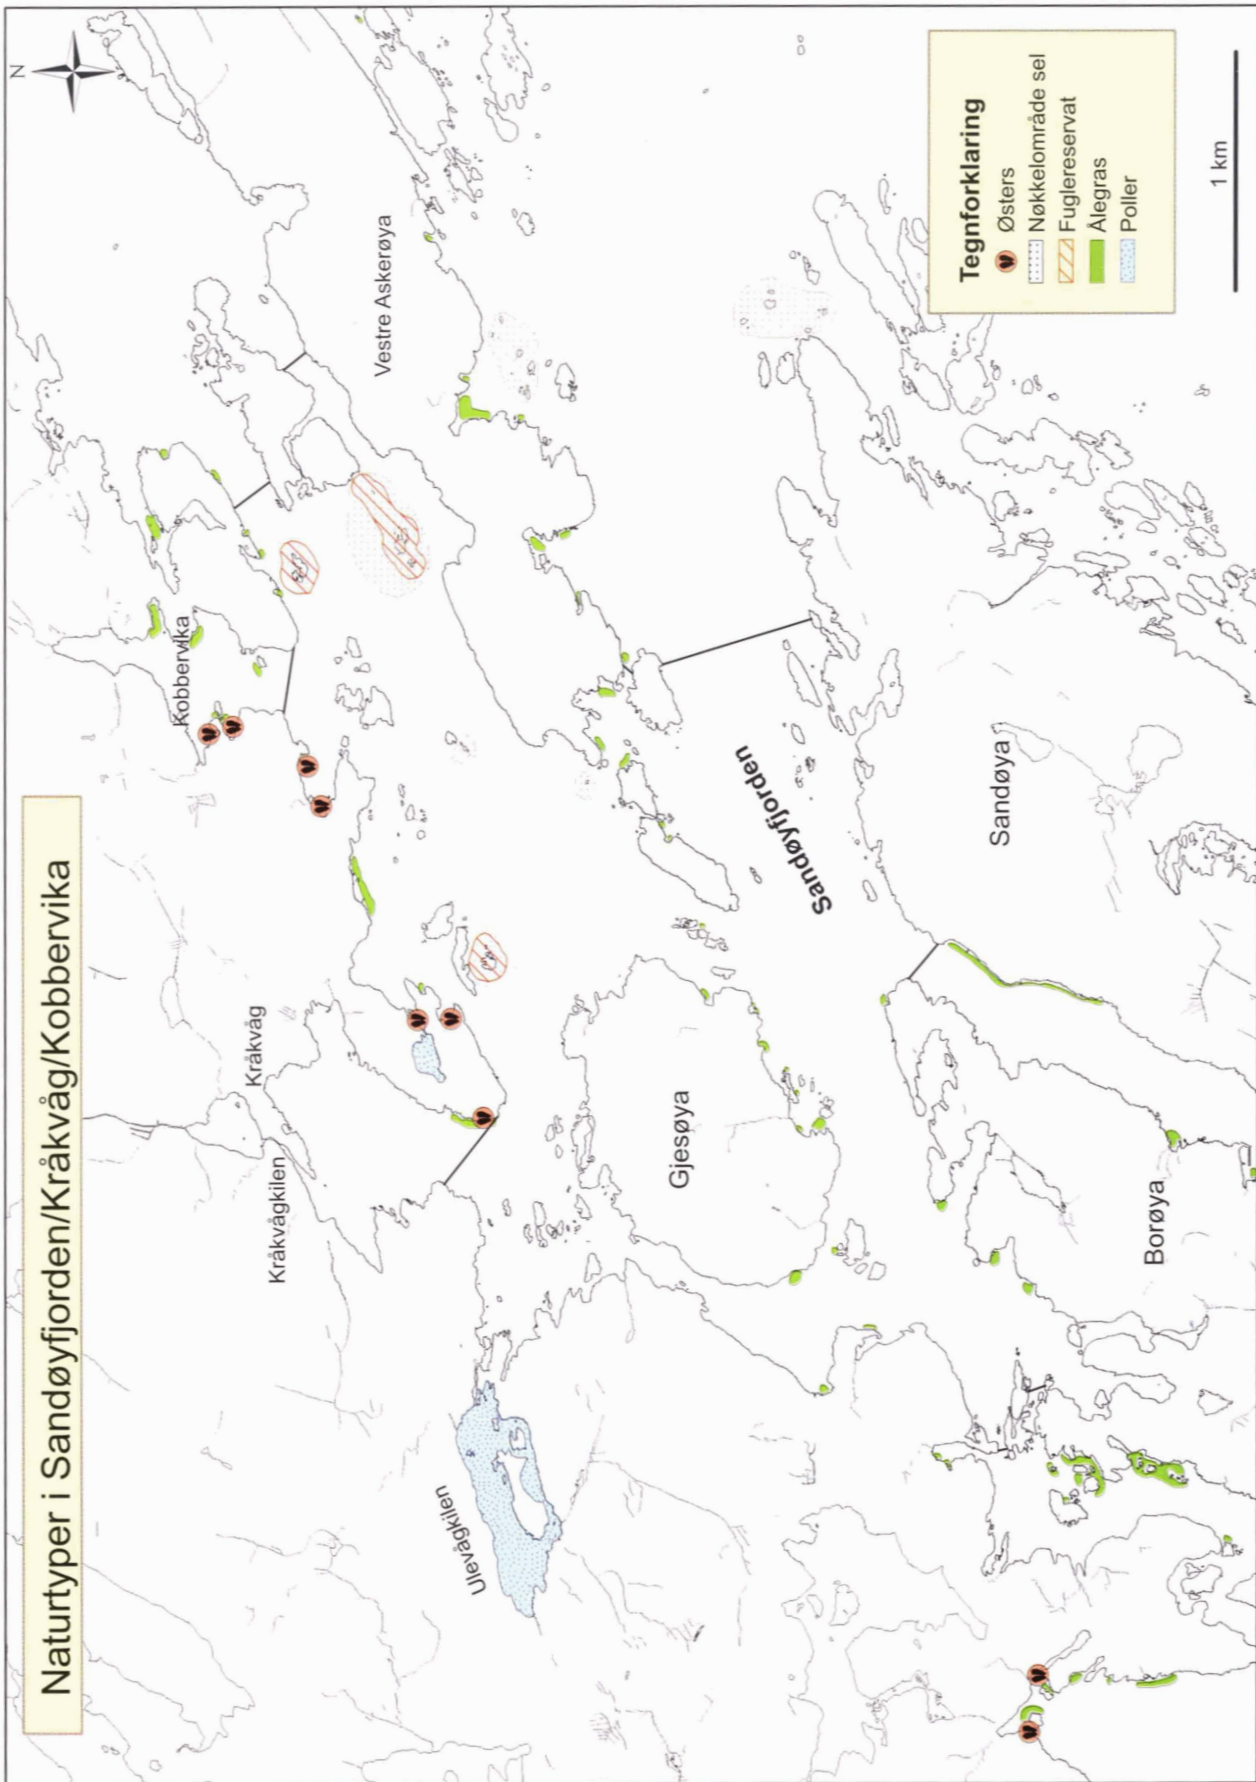 Naturtyper i Sandøyfjorden/Kråkvåg/Kobbervika
N
Kobbervika
Vestre Askerøya
Kråkvåg
Kråkvågkilen
Ulevågkilen
Gjesøya
Sandøyfjorden
Sandøya
Borøya
Tegnforklaring
Østers
Nøkkelområde sel
Fuglereservat
Ålegras
Poller
1 km